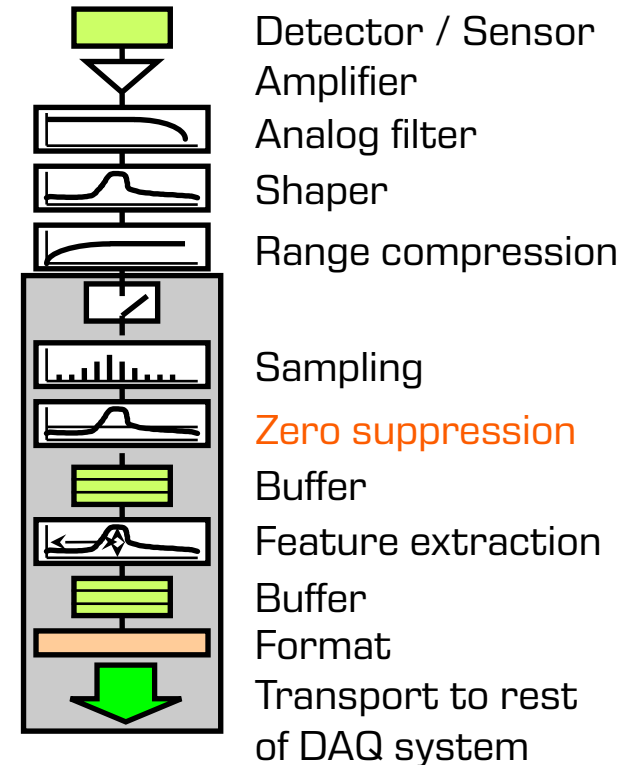 Detector / Sensor
Amplifier
Analog filter
Shaper
Range compression
Sampling
Zero suppression
Buffer
Feature extraction
Buffer
Format
Transport to rest
of DAQ system